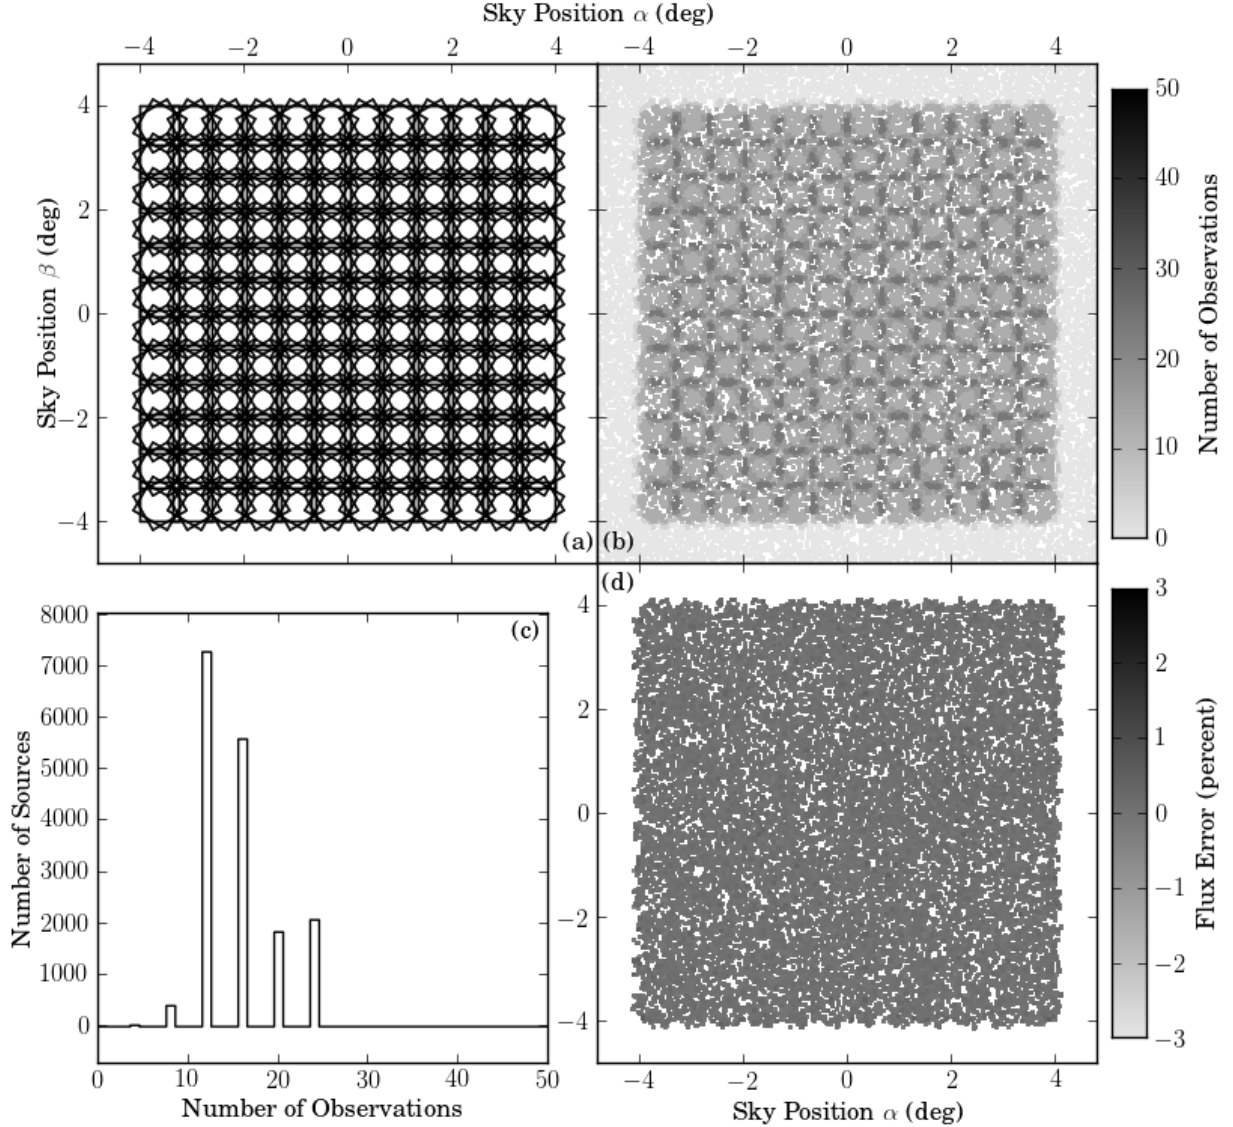 Sky Position α (deg)
−4 −2 0 2 4 −4 −2 0 2 4
4
2
0
−2
−4
Sky Position β (deg)
(a) (b)
50
40
30
20
10
0
Number of Observations
8000
7000
6000
5000
4000
3000
2000
1000
0
Number of Sources
(c)
0 10 20 30 40 50
Number of Observations
(d)
4
2
0
−2
−4
−4 −2 0 2 4
Sky Position α (deg)
3
2
1
0
−1
−2
−3
Flux Error (percent)